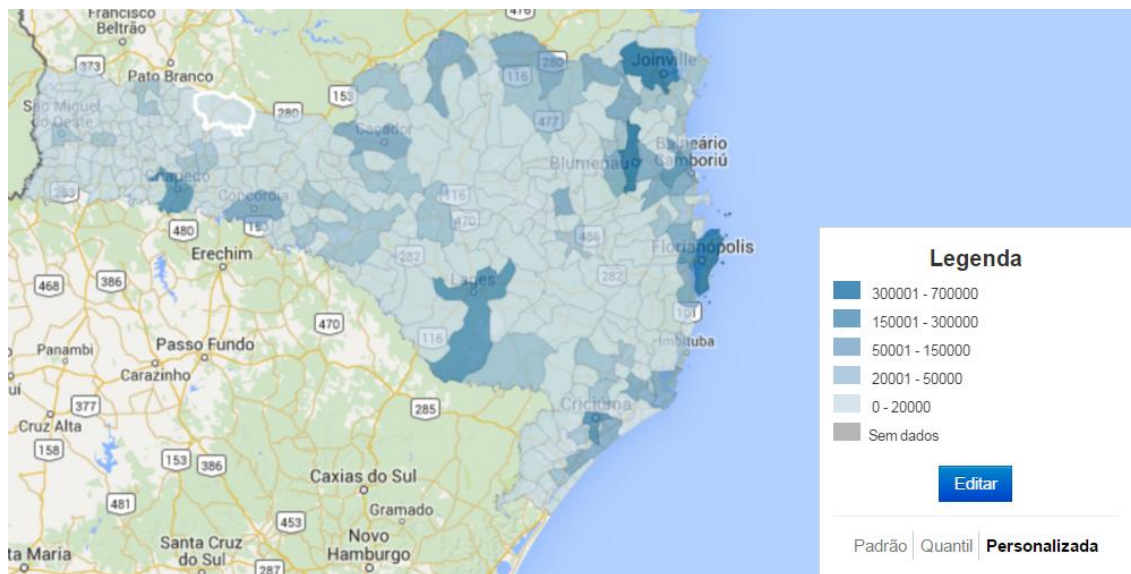 Francisco
Beltrão
476
373
Pato Branco
153
280
116
280
Joinville
São Miguel
do Oeste
477
Caçador
Balneário
Camboriú
Blumenau
Chapecó
283
Concórdia
116
153
470
480
486
Florianópolis
Erechim
282
282
Lages
468
386
101
470
116
Imbituba
Passo Fundo
Panambi
Carazinho
377
285
Criciúma
Cruz Alta
158
153
386
Caxias do Sul
481
453
Gramado
Santa Cruz
do Sul
Novo
Hamburgo
ta Maria
287
Legenda
300001 - 700000
150001 - 300000
50001 - 150000
20001 - 50000
0 - 20000
Sem dados
Editar
Padrão Quantil Personalizada